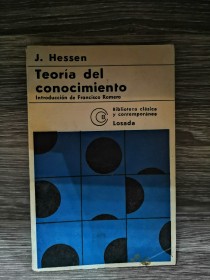 J. Hessen
Teoría del
conocimiento
Introducción de Francisco Romero
Biblioteca clásica
y contemporánea
Losada